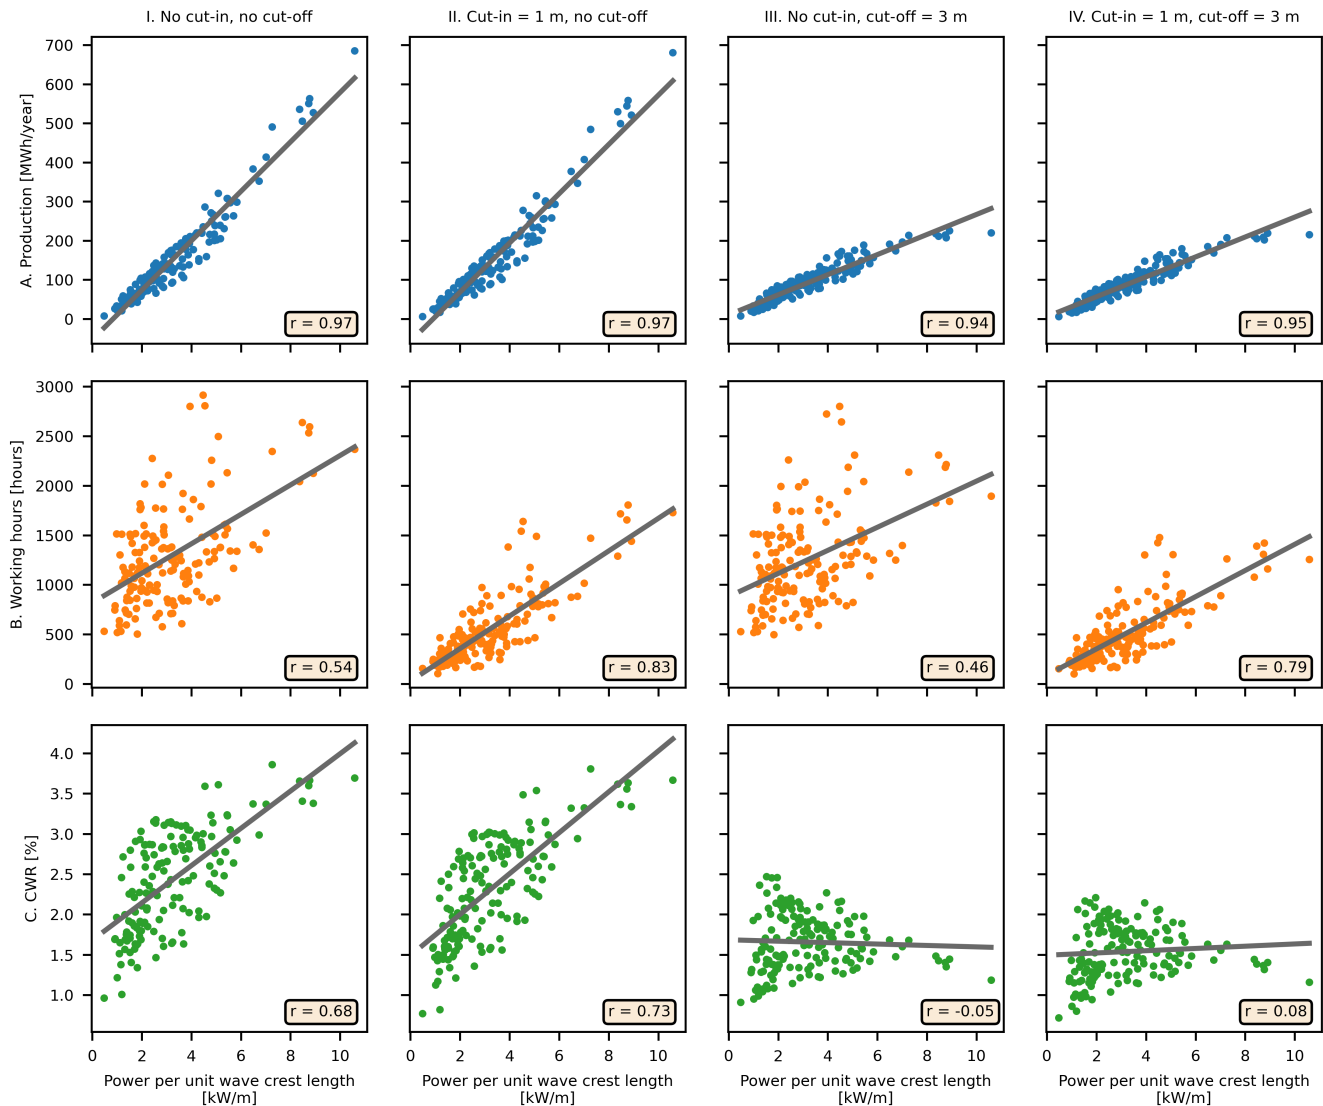 I. No cut-in, no cut-off
II. Cut-in = 1 m, no cut-off
III. No cut-in, cut-off = 3 m
IV. Cut-in = 1 m, cut-off = 3 m
A. Production [MWh/year]
700
600
500
400
300
200
100
0
r = 0.97
r = 0.97
r = 0.94
r = 0.95
B. Working hours [hours]
3000
2500
2000
1500
1000
500
0
r = 0.54
r = 0.83
r = 0.46
r = 0.79
C. CWR [%]
4.0
3.5
3.0
2.5
2.0
1.5
1.0
r = 0.68
r = 0.73
r = -0.05
r = 0.08
0 2 4 6 8 10
0 2 4 6 8 10
0 2 4 6 8 10
0 2 4 6 8 10
Power per unit wave crest length
[kW/m]
Power per unit wave crest length
[kW/m]
Power per unit wave crest length
[kW/m]
Power per unit wave crest length
[kW/m]